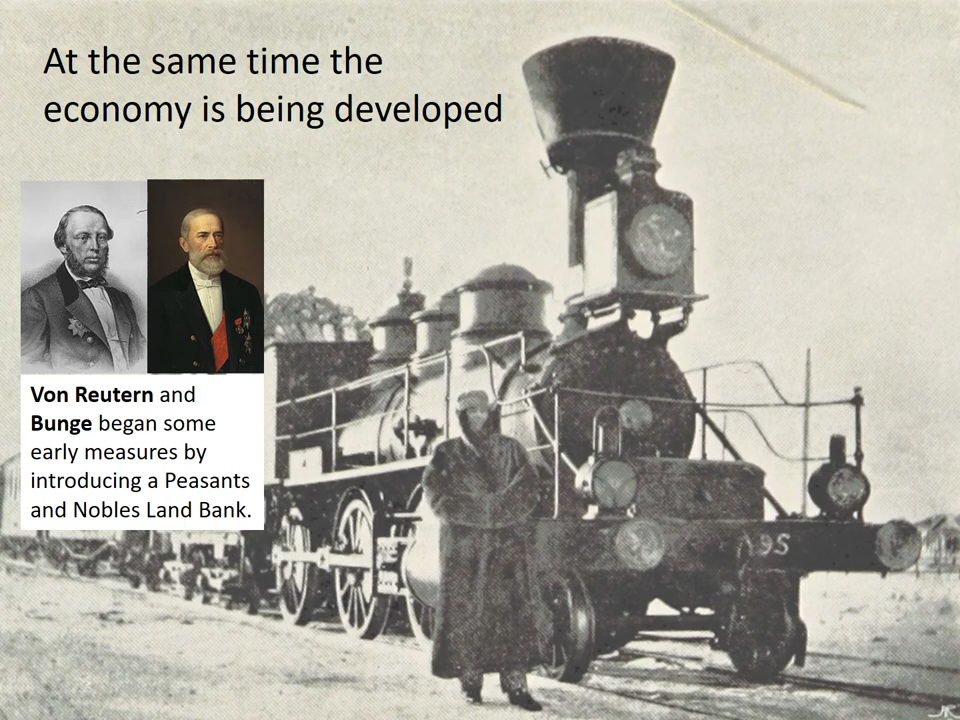 At the same time the
economy is being developed
Von Reutern and
Bunge began some
early measures by
introducing a Peasants
and Nobles Land Bank.